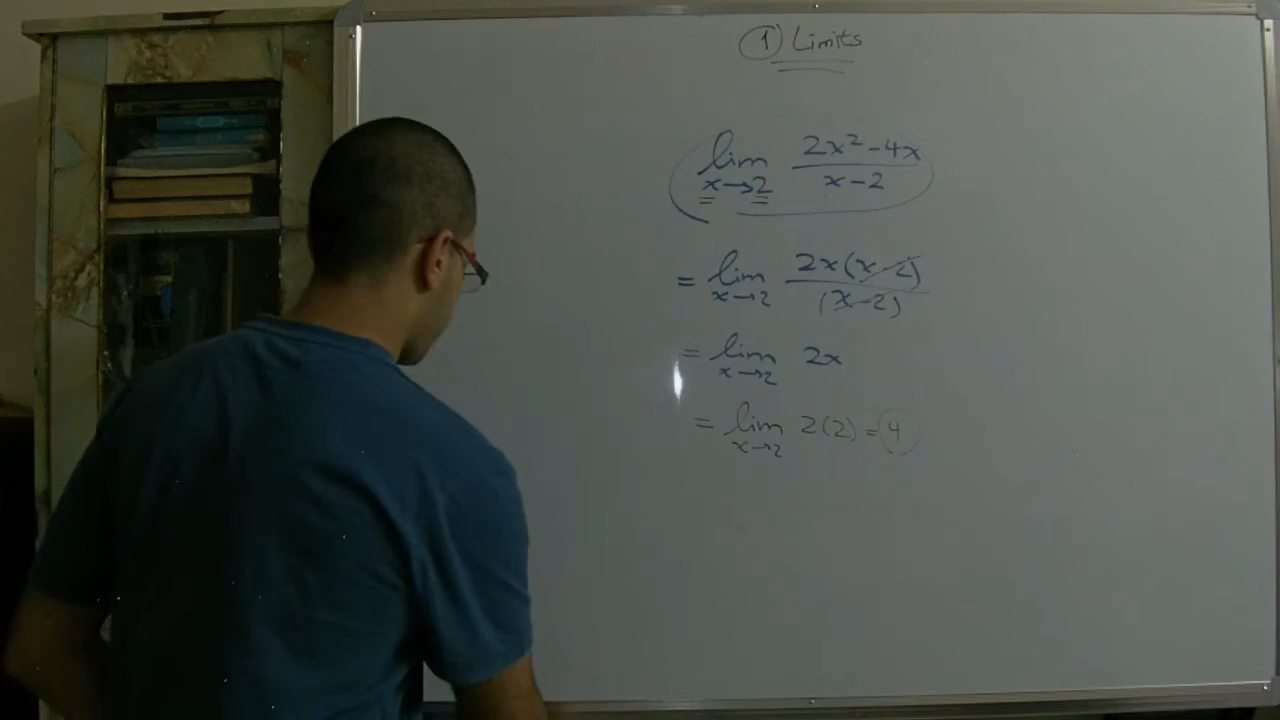 ① Limits
lim x→2 (2x²-4x)/(x-2)
= lim x→2 2x(x-2)/(x-2)
= lim x→2 2x
= lim x→2 2(2) = 4